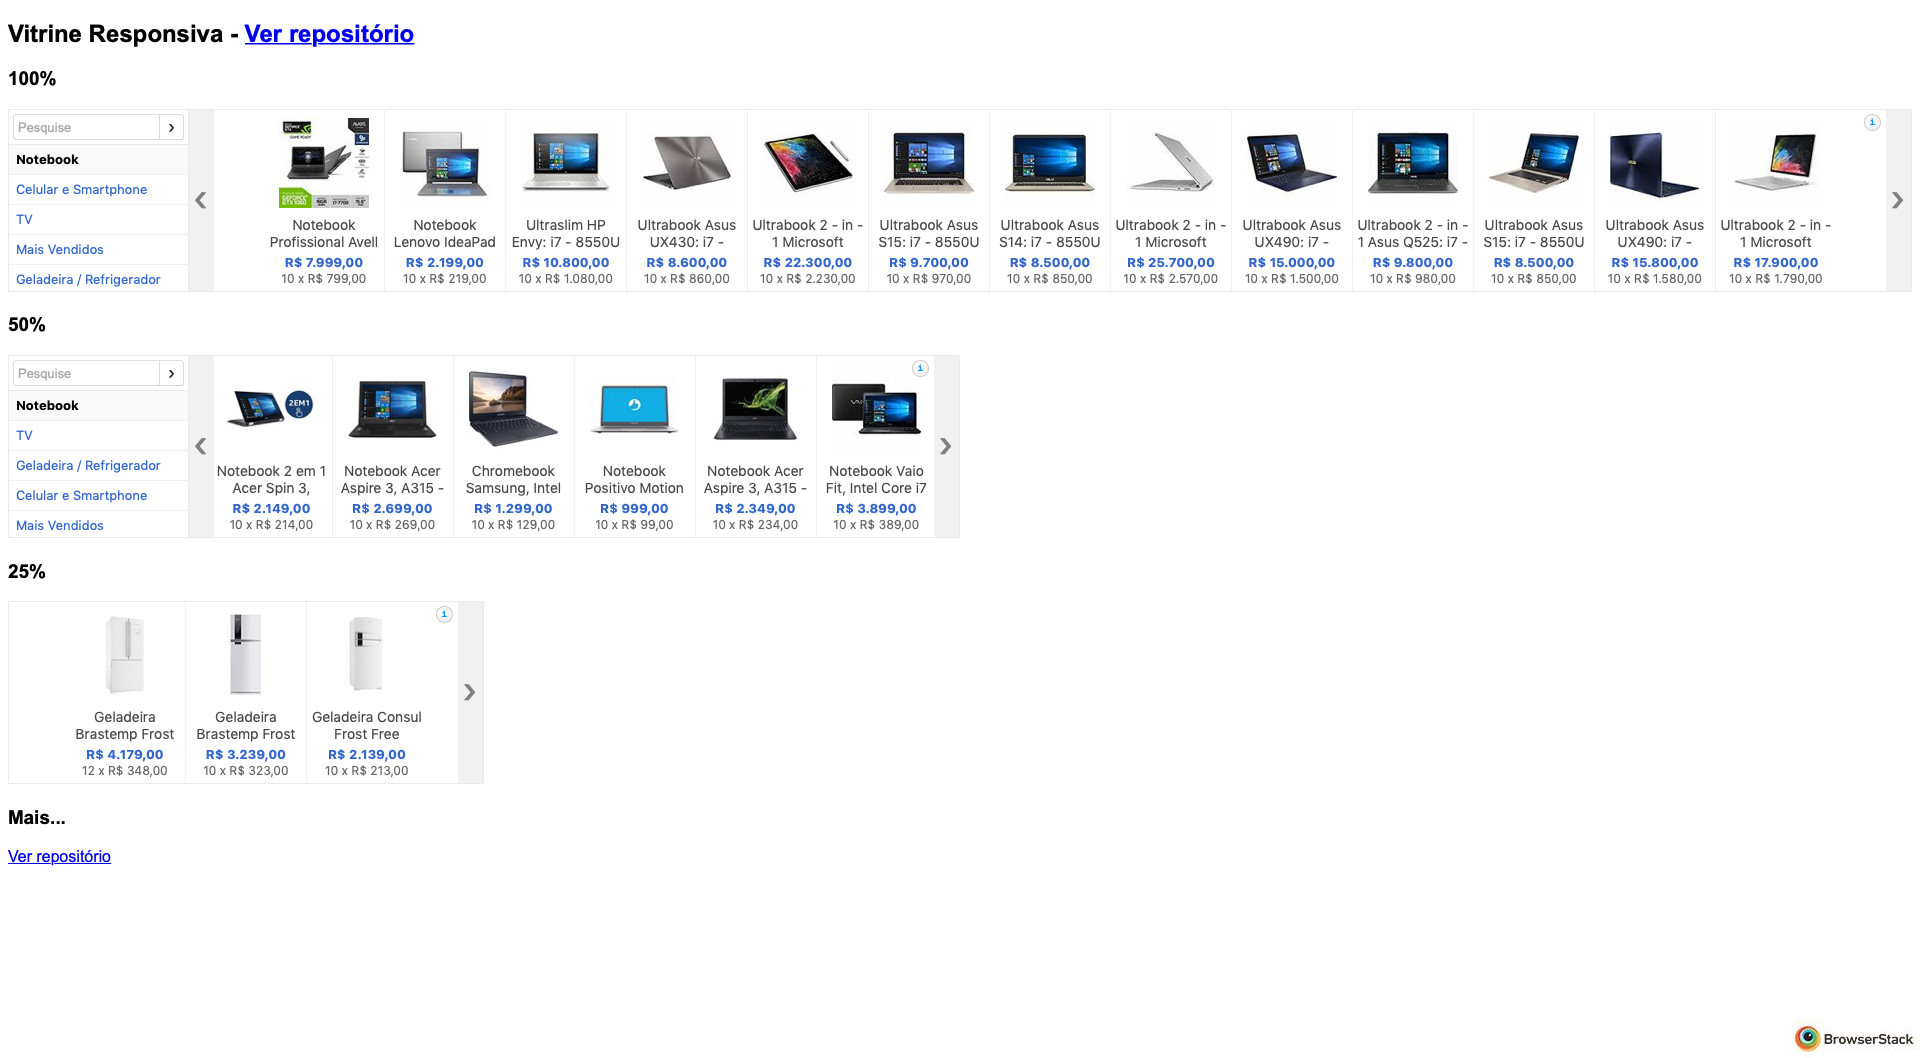 Vitrine Responsiva - Ver repositório
100%
Pesquise
Notebook
Celular e Smartphone
TV
Mais Vendidos
Geladeira / Refrigerador
Notebook
Profissional Avell
R$ 7.999,00
10 x R$ 799,00
Notebook
Lenovo IdeaPad
R$ 2.199,00
10 x R$ 219,00
Ultraslim HP
Envy: i7 - 8550U
R$ 10.800,00
10 x R$ 1.080,00
Ultrabook Asus
UX430: i7 -
R$ 8.600,00
10 x R$ 860,00
Ultrabook 2 - in -
1 Microsoft
R$ 22.300,00
10 x R$ 2.230,00
Ultrabook Asus
S15: i7 - 8550U
R$ 9.700,00
10 x R$ 970,00
Ultrabook Asus
S14: i7 - 8550U
R$ 8.500,00
10 x R$ 850,00
Ultrabook 2 - in -
1 Microsoft
R$ 25.700,00
10 x R$ 2.570,00
Ultrabook Asus
UX490: i7 -
R$ 15.000,00
10 x R$ 1.500,00
Ultrabook 2 - in -
1 Asus Q525: i7 -
R$ 9.800,00
10 x R$ 980,00
Ultrabook Asus
S15: i7 - 8550U
R$ 8.500,00
10 x R$ 850,00
Ultrabook Asus
UX490: i7 -
R$ 15.800,00
10 x R$ 1.580,00
Ultrabook 2 - in -
1 Microsoft
R$ 17.900,00
10 x R$ 1.790,00
50%
Pesquise
Notebook
TV
Geladeira / Refrigerador
Celular e Smartphone
Mais Vendidos
2EM1
Notebook 2 em 1
Acer Spin 3,
R$ 2.149,00
10 x R$ 214,00
Notebook Acer
Aspire 3, A315 -
R$ 2.699,00
10 x R$ 269,00
Chromebook
Samsung, Intel
R$ 1.299,00
10 x R$ 129,00
Notebook
Positivo Motion
R$ 999,00
10 x R$ 99,00
Notebook Acer
Aspire 3, A315 -
R$ 2.349,00
10 x R$ 234,00
Notebook Vaio
Fit, Intel Core i7
R$ 3.899,00
10 x R$ 389,00
25%
Geladeira
Brastemp Frost
R$ 4.179,00
12 x R$ 348,00
Geladeira
Brastemp Frost
R$ 3.239,00
10 x R$ 323,00
Geladeira Consul
Frost Free
R$ 2.139,00
10 x R$ 213,00
Mais...
Ver repositório
BrowserStack